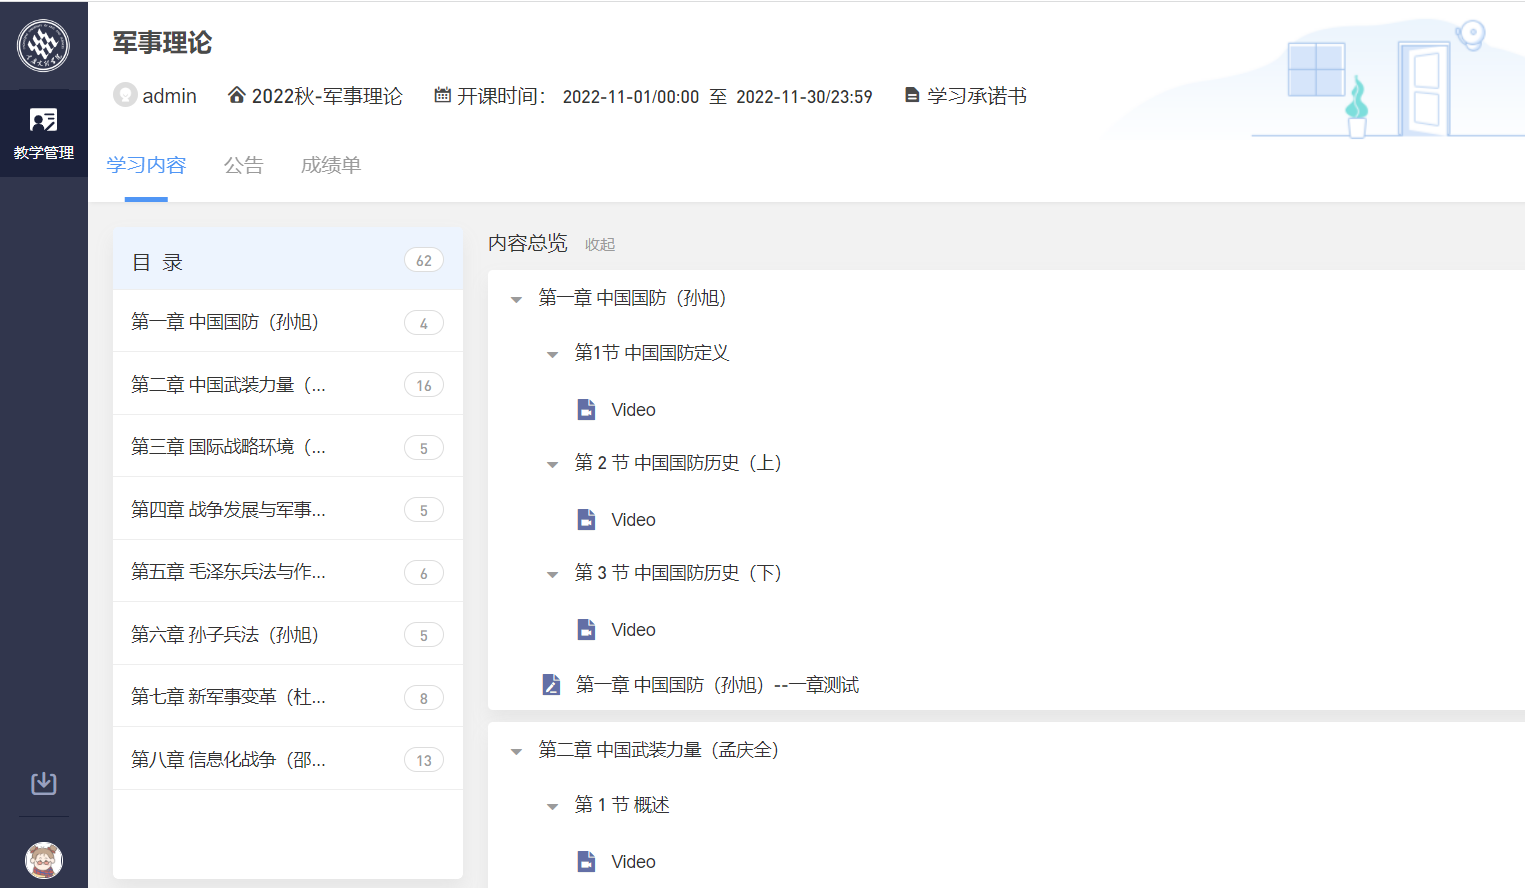 军事理论
admin 2022秋-军事理论 开课时间： 2022-11-01/00:00 至 2022-11-30/23:59 学习承诺书
教学管理
学习内容 公告 成绩单
目 录 62
第一章 中国国防（孙旭） 4
第二章 中国武装力量（... 16
第三章 国际战略环境（... 5
第四章 战争发展与军事... 5
第五章 毛泽东兵法与作... 6
第六章 孙子兵法（孙旭） 5
第七章 新军事变革（杜... 8
第八章 信息化战争（邵... 13
内容总览 收起
第一章 中国国防（孙旭）
第1节 中国国防定义
Video
第 2 节 中国国防历史（上）
Video
第 3 节 中国国防历史（下）
Video
第一章 中国国防（孙旭）--一章测试
第二章 中国武装力量（孟庆全）
第 1 节 概述
Video